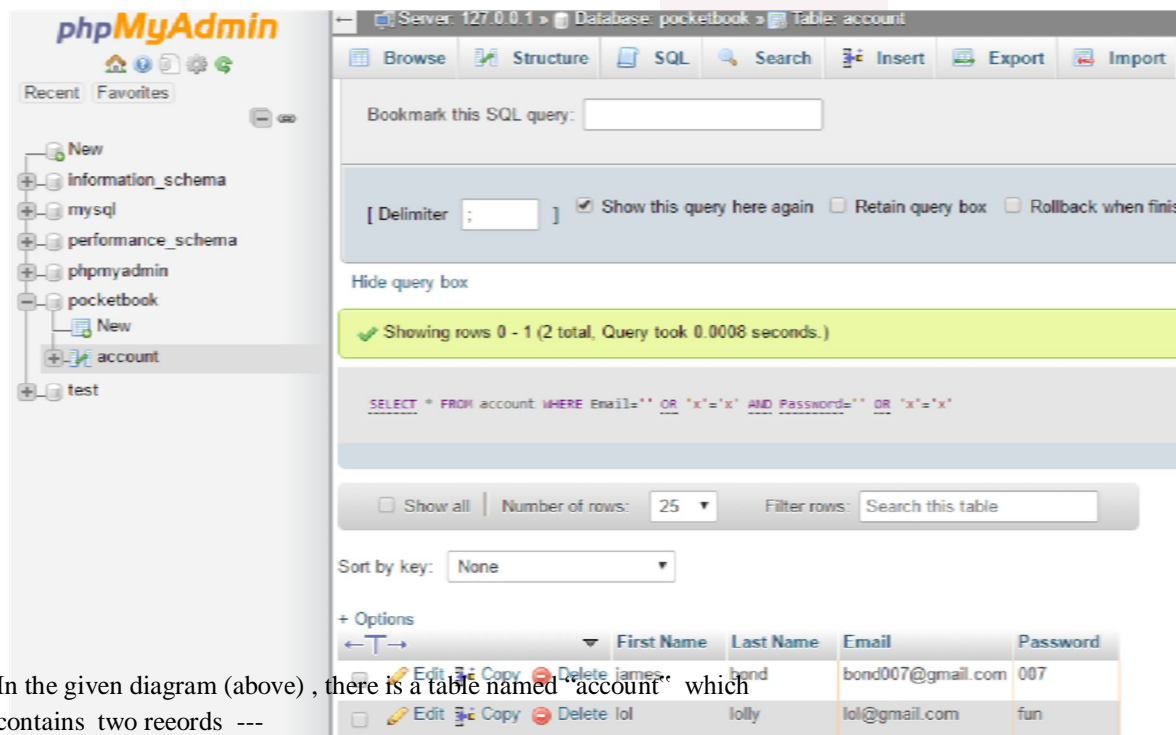 phpMyAdmin
Recent Favorites
New
information_schema
mysql
performance_schema
phpmyadmin
pocketbook
New
account
test
← Server: 127.0.0.1 » Database: pocketbook » Table: account
Browse Structure SQL Search Insert Export Import
Bookmark this SQL query:
[ Delimiter ; ] Show this query here again Retain query box Rollback when finis
Hide query box
Showing rows 0 - 1 (2 total, Query took 0.0008 seconds.)
SELECT * FROM account WHERE Email='' OR 'x'='x' AND Password='' OR 'x'='x'
Show all Number of rows: 25 Filter rows: Search this table
Sort by key: None
+ Options
←T→ First Name Last Name Email Password
Edit Copy Delete james bond bond007@gmail.com 007
Edit Copy Delete lol lolly lol@gmail.com fun
In the given diagram (above) , there is a table named “account“ which
contains two reeords ---